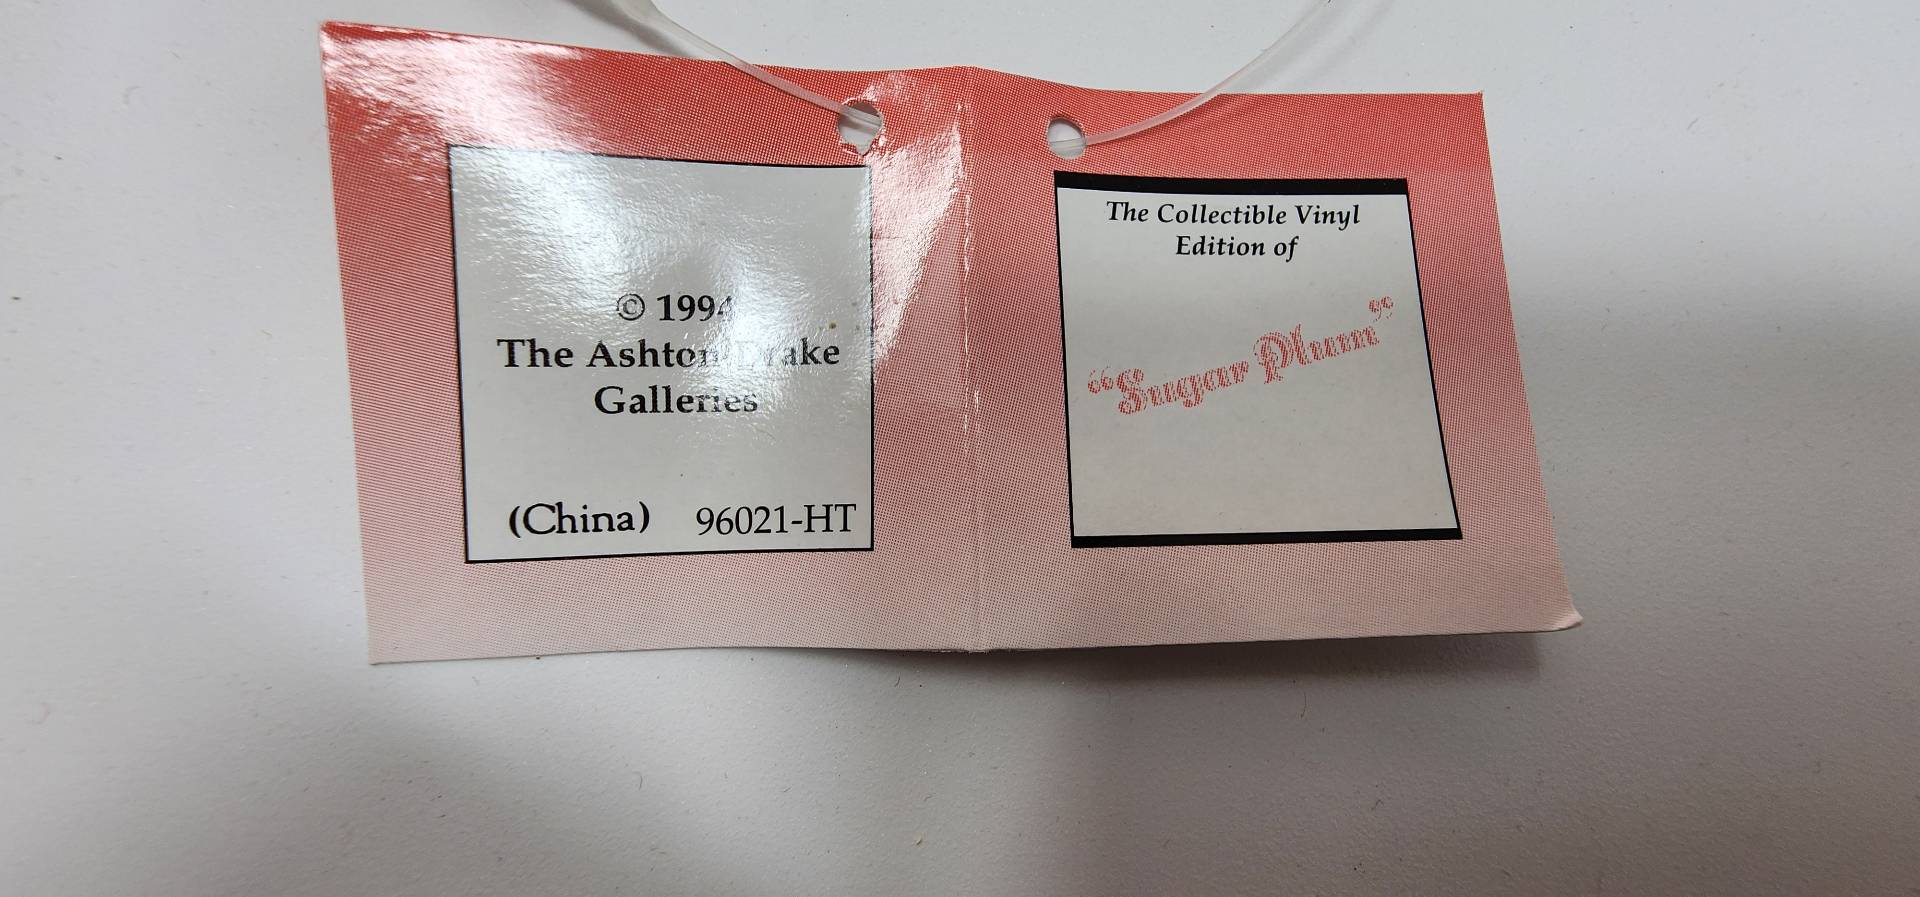 © 1994
The Ashton Drake
Galleries
(China) 96021-HT
The Collectible Vinyl
Edition of
"Sugar Plum"